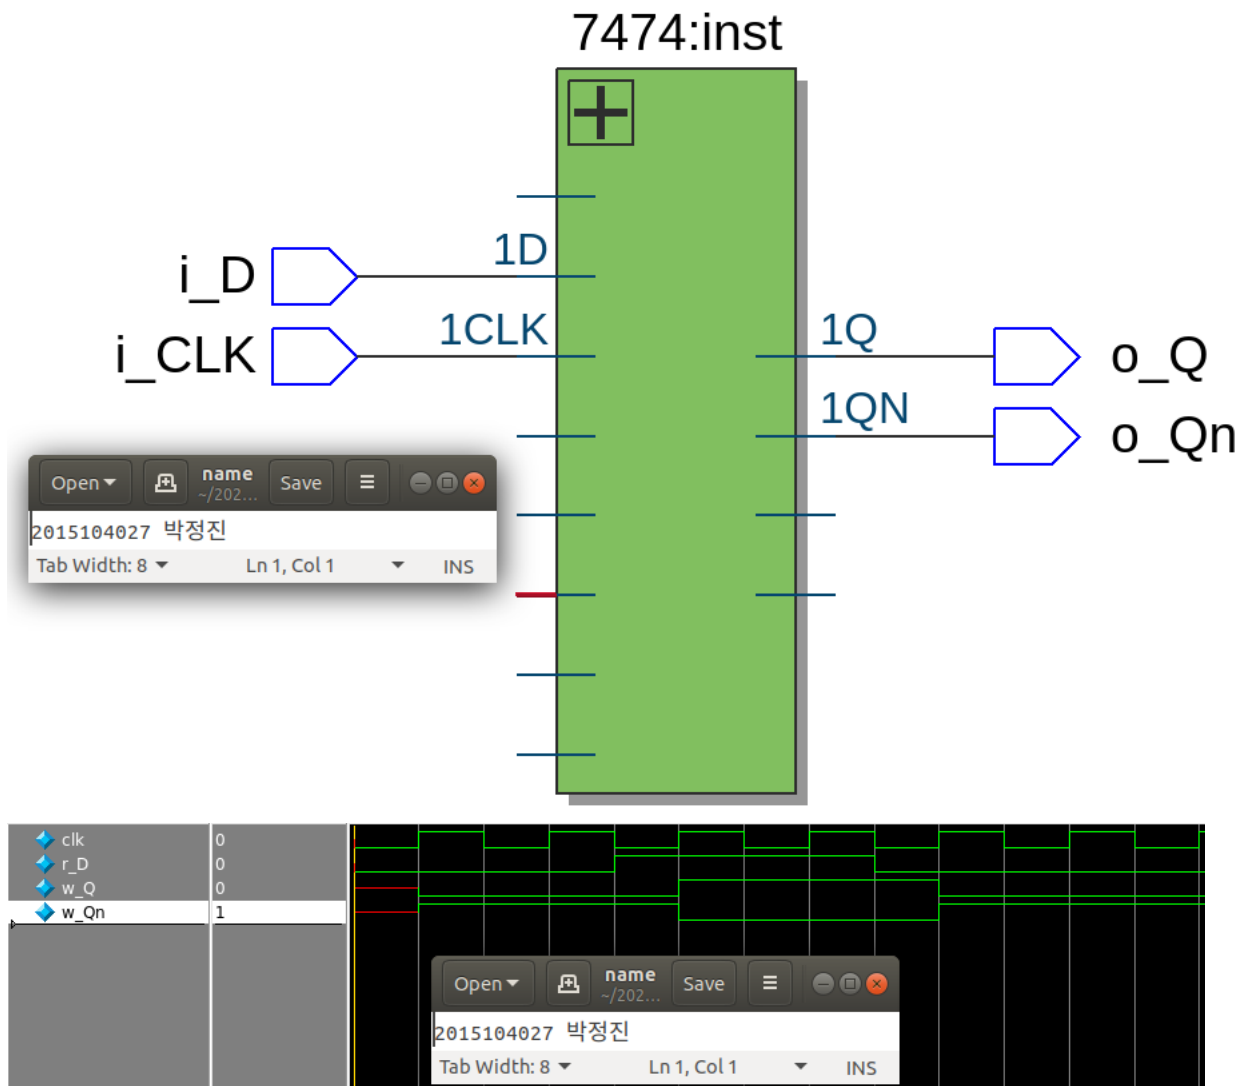 7474:inst
1D
i_D
1CLK
i_CLK
1Q
o_Q
1QN
o_Qn
Open name Save
~/202...
2015104027 박정진
Tab Width: 8 Ln 1, Col 1 INS
clk 0
r_D 0
w_Q 0
w_Qn 1
Open name Save
~/202...
2015104027 박정진
Tab Width: 8 Ln 1, Col 1 INS